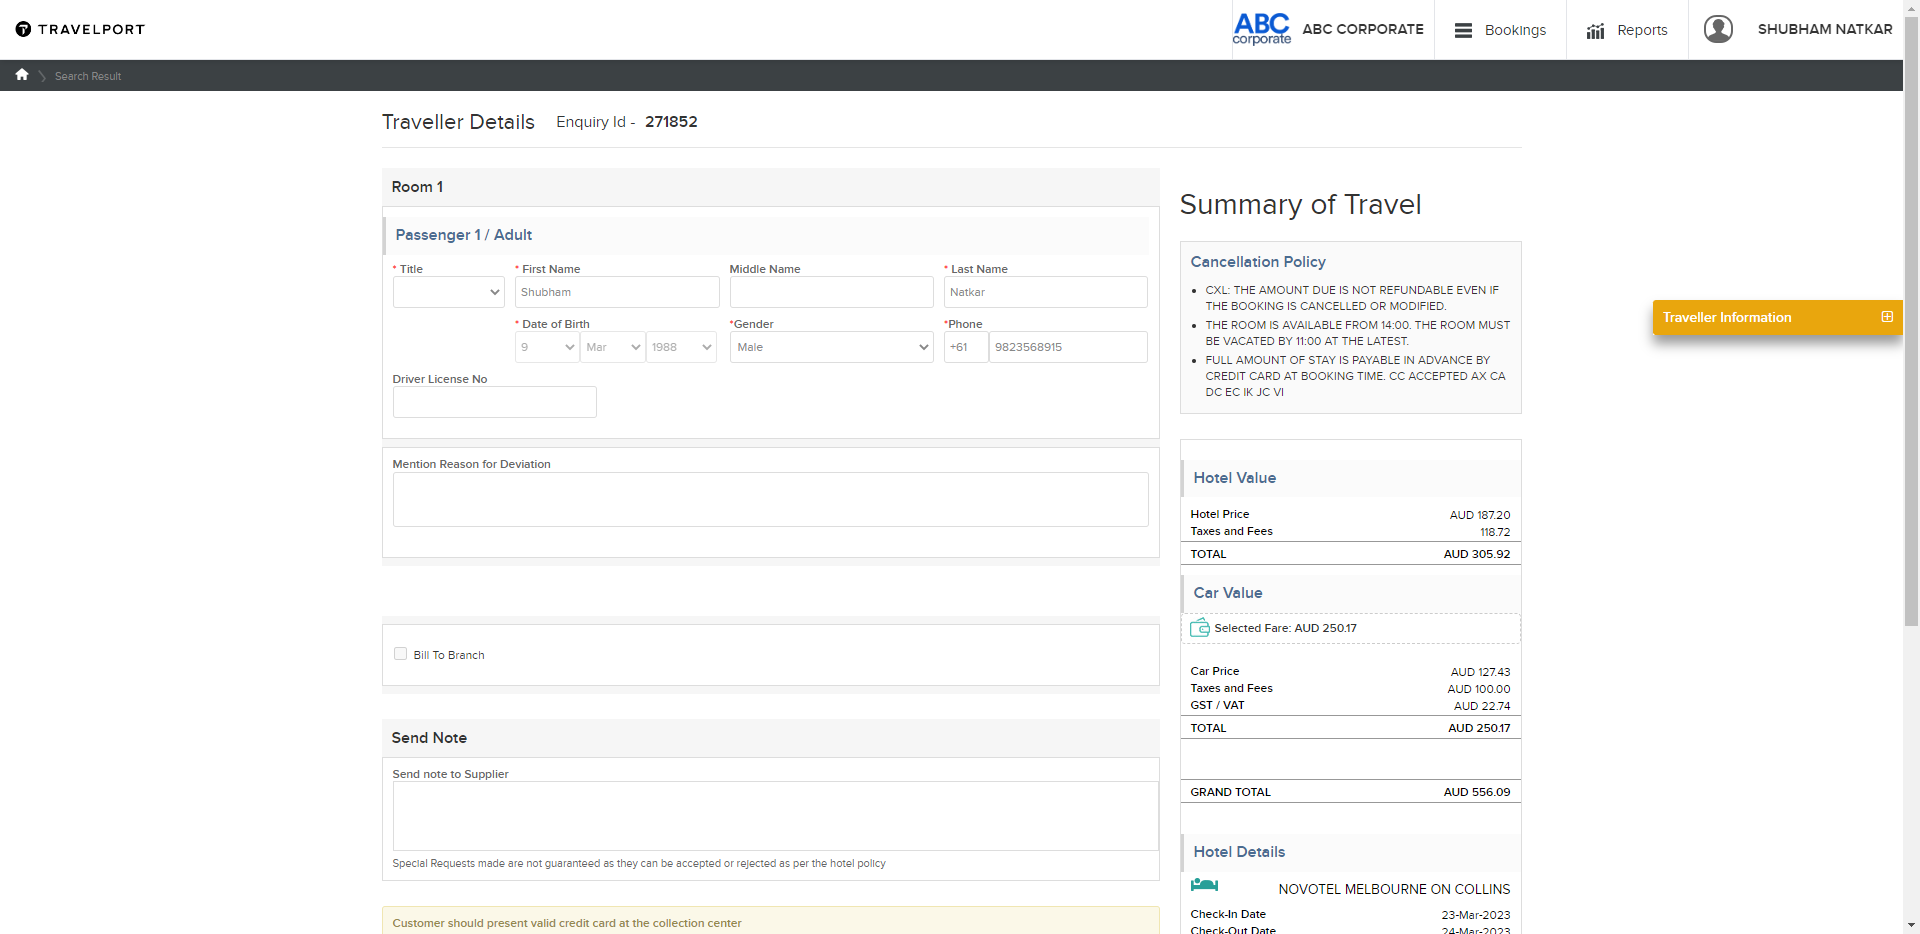 TRAVELPORT
ABC
corporate
ABC CORPORATE
Bookings
Reports
SHUBHAM NATKAR
Search Result
Traveller Details
Enquiry Id - 271852
Room 1
Passenger 1 / Adult
* Title
* First Name
Middle Name
* Last Name
Shubham
Natkar
* Date of Birth
*Gender
*Phone
9
Mar
1988
Male
+61
9823568915
Driver License No
Mention Reason for Deviation
Bill To Branch
Send Note
Send note to Supplier
Special Requests made are not guaranteed as they can be accepted or rejected as per the hotel policy
Customer should present valid credit card at the collection center
Summary of Travel
Cancellation Policy
• CXL: THE AMOUNT DUE IS NOT REFUNDABLE EVEN IF
THE BOOKING IS CANCELLED OR MODIFIED.
• THE ROOM IS AVAILABLE FROM 14:00. THE ROOM MUST
BE VACATED BY 11:00 AT THE LATEST.
• FULL AMOUNT OF STAY IS PAYABLE IN ADVANCE BY
CREDIT CARD AT BOOKING TIME. CC ACCEPTED AX CA
DC EC IK JC VI
Hotel Value
Hotel Price AUD 187.20
Taxes and Fees 118.72
TOTAL AUD 305.92
Car Value
Selected Fare: AUD 250.17
Car Price AUD 127.43
Taxes and Fees AUD 100.00
GST / VAT AUD 22.74
TOTAL AUD 250.17
GRAND TOTAL AUD 556.09
Hotel Details
NOVOTEL MELBOURNE ON COLLINS
Check-In Date 23-Mar-2023
Check-Out Date 24-Mar-2023
Traveller Information